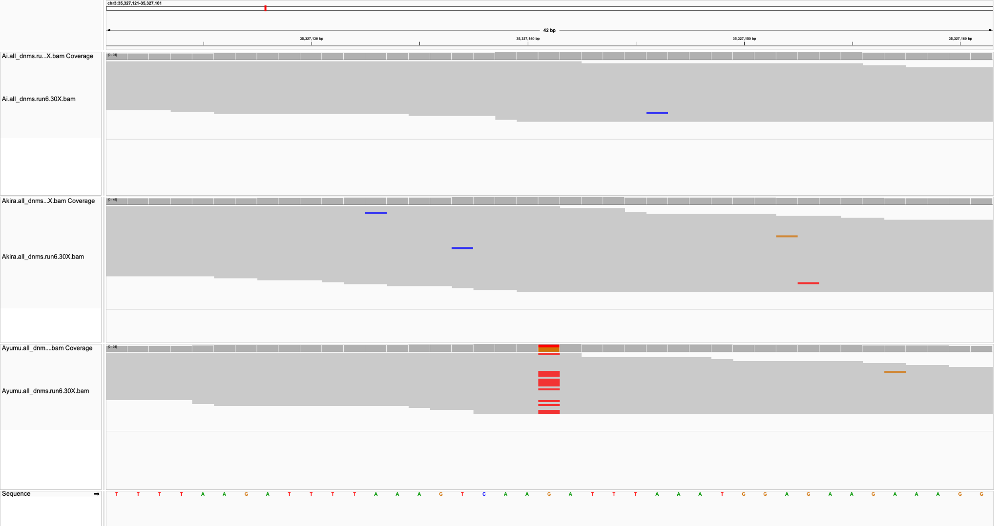 chr3:35,327,121-35,327,161
42 bp
35,327,130 bp 35,327,140 bp 35,327,150 bp 35,327,160 bp
Ai.all_dnms.ru...X.bam Coverage
[0 - 31]
Ai.all_dnms.run6.30X.bam
Akira.all_dnms...X.bam Coverage
[0 - 44]
Akira.all_dnms.run6.30X.bam
Ayumu.all_dnm....bam Coverage
[0 - 31]
Ayumu.all_dnms.run6.30X.bam
Sequence T T T T A A G A T T T T A A A G T C A A G A T T T A A A T G G A G A A G A A A G G